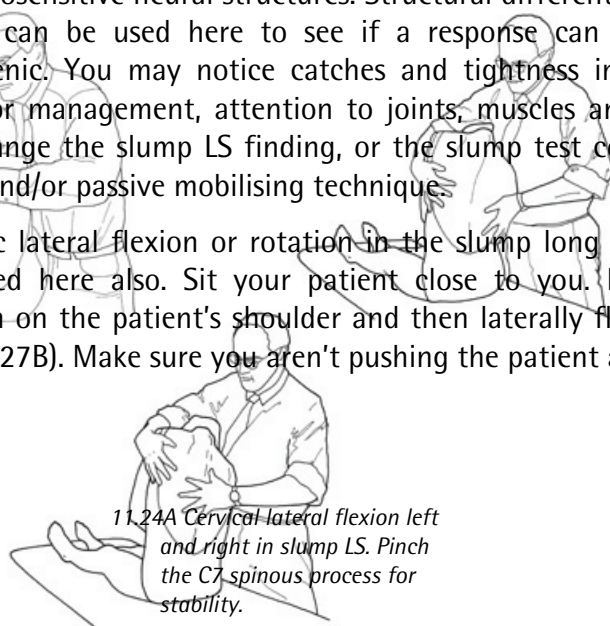 osensitive neural structures. Structural different
can be used here to see if a response can
enic. You may notice catches and tightness in
or management, attention to joints, muscles ar
ange the slump LS finding, or the slump test c
and/or passive mobilising technique.
c lateral flexion or rotation in the slump long
ed here also. Sit your patient close to you.
n on the patient's shoulder and then laterally fl
27B). Make sure you aren't pushing the patient a
11.24A Cervical lateral flexion left
and right in slump LS. Pinch
the C7 spinous process for
stability.